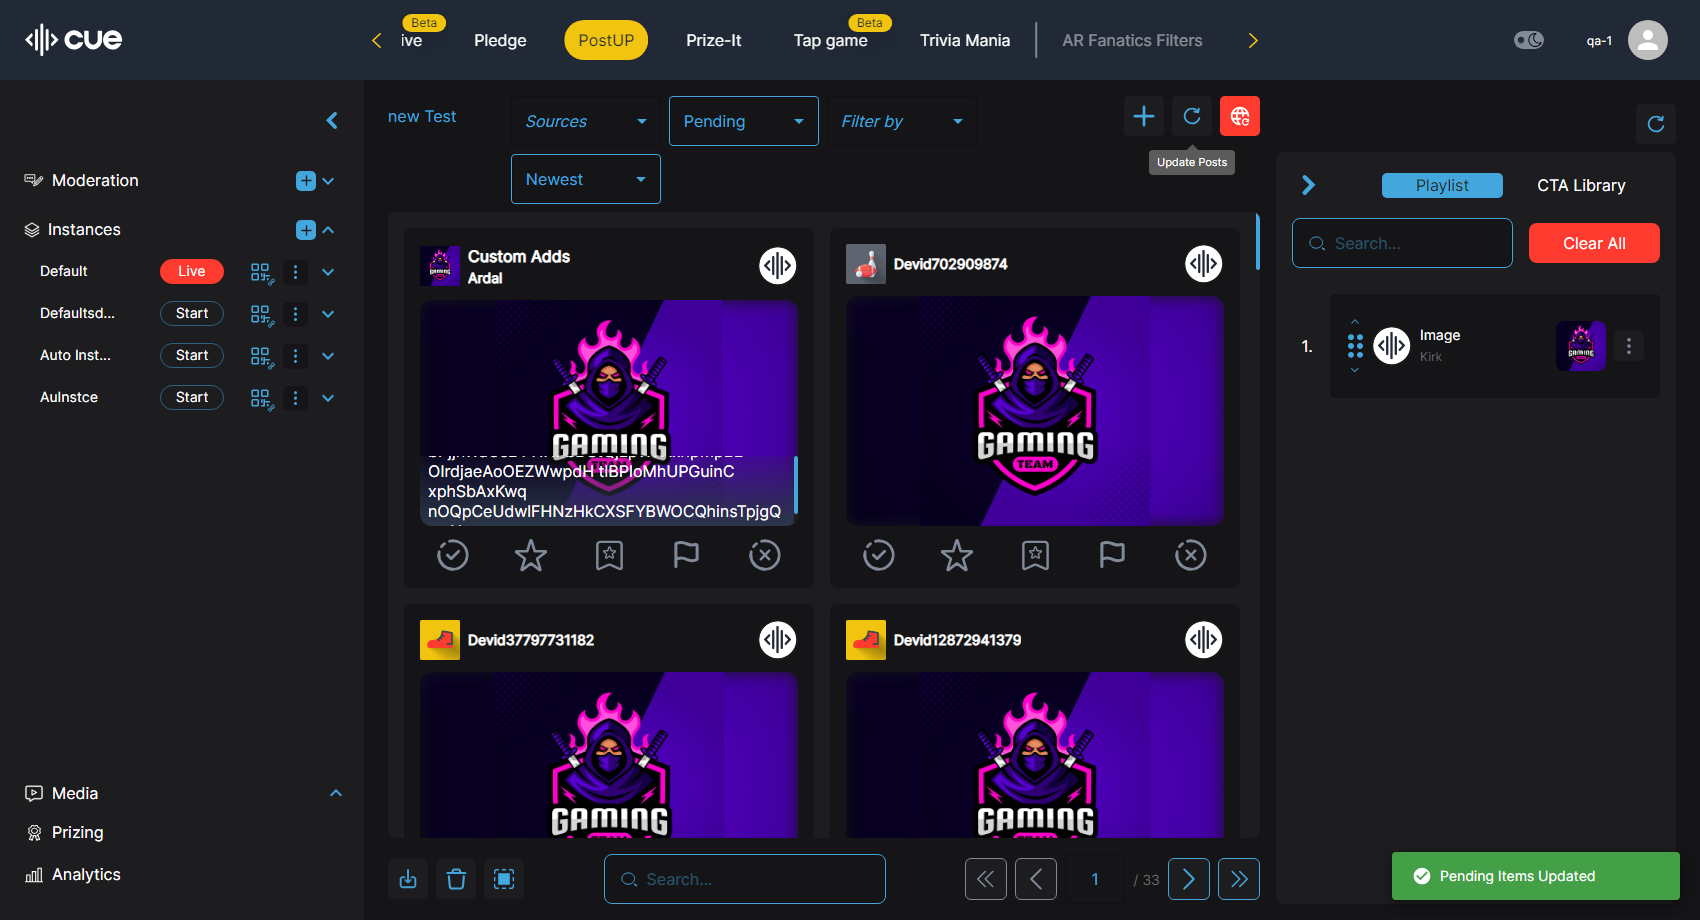 cue
Beta
ive
Pledge
PostUP
Prize-It
Beta
Tap game
Trivia Mania
AR Fanatics Filters
qa-1
Moderation
Instances
Default
Live
Defaultsd...
Start
Auto Inst...
Start
AuInstce
Start
Media
Prizing
Analytics
new Test
Sources
Pending
Filter by
Newest
Update Posts
Custom Adds
Ardal
GAMING
OIrdjaeAoOEZWwpdH tIBPIoMhUPGuinC
xphSbAxKwq
nOQpCeUdwIFHNzHkCXSFYBWOCQhinsTpjgQ
Devid702909874
GAMING
TEAM
Devid37797731182
GAMING
Devid12872941379
GAMING
Search...
1
/ 33
Playlist
CTA Library
Search...
Clear All
1.
Image
Kirk
GAMING
Pending Items Updated